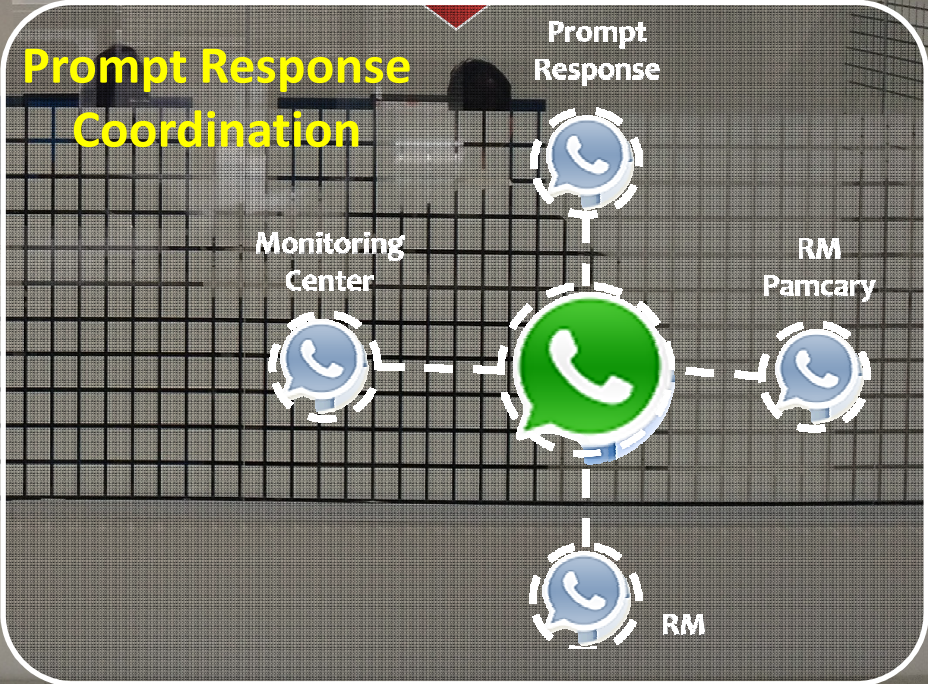 Prompt Response
Coordination
Prompt
Response
Monitoring
Center
RM
Pamcary
RM